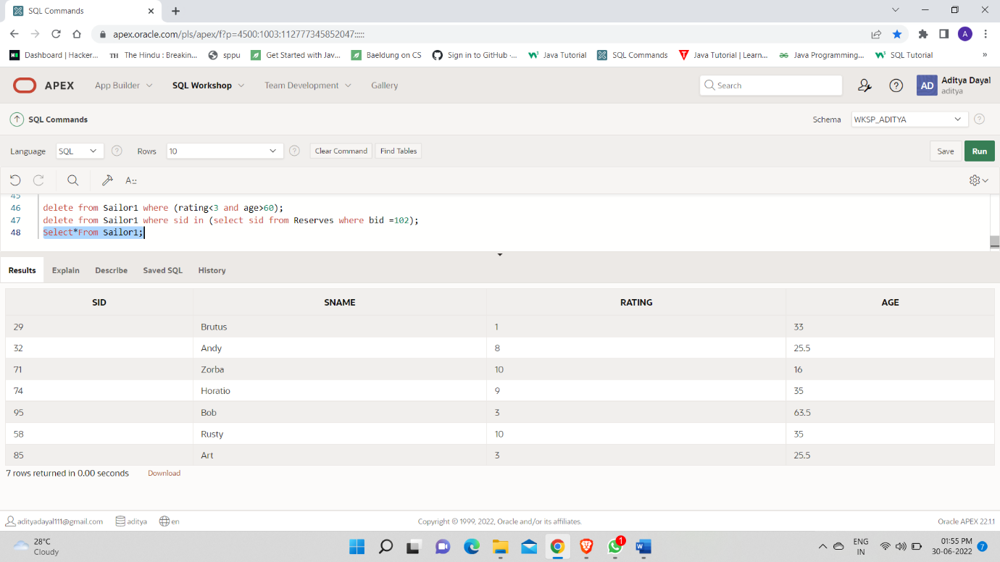 SQL Commands
apex.oracle.com/pls/apex/f?p=4500:1003:112777345852047:::::
A
Dashboard | Hacker... TH The Hindu : Breakin... sppu Get Started with Jav... Baeldung on CS Sign in to GitHub ·... Java Tutorial SQL Commands Java Tutorial | Learn... Java Programming... SQL Tutorial »
APEX App Builder SQL Workshop Team Development Gallery Search ? AD Aditya Dayal
aditya
SQL Commands Schema WKSP_ADITYA ?
Language SQL ? Rows 10 ? Clear Command Find Tables Save Run
A::
45
46 delete from Sailor1 where (rating<3 and age>60);
47 delete from Sailor1 where sid in (select sid from Reserves where bid =102);
48 Select*From Sailor1;
Results Explain Describe Saved SQL History
SID SNAME RATING AGE
29 Brutus 1 33
32 Andy 8 25.5
71 Zorba 10 16
74 Horatio 9 35
95 Bob 3 63.5
58 Rusty 10 35
85 Art 3 25.5
7 rows returned in 0.00 seconds Download
adityadayal111@gmail.com aditya en Copyright © 1999, 2022, Oracle and/or its affiliates. Oracle APEX 22.1.1
28°C
Cloudy
1
W
ENG
IN
01:55 PM
30-06-2022
7